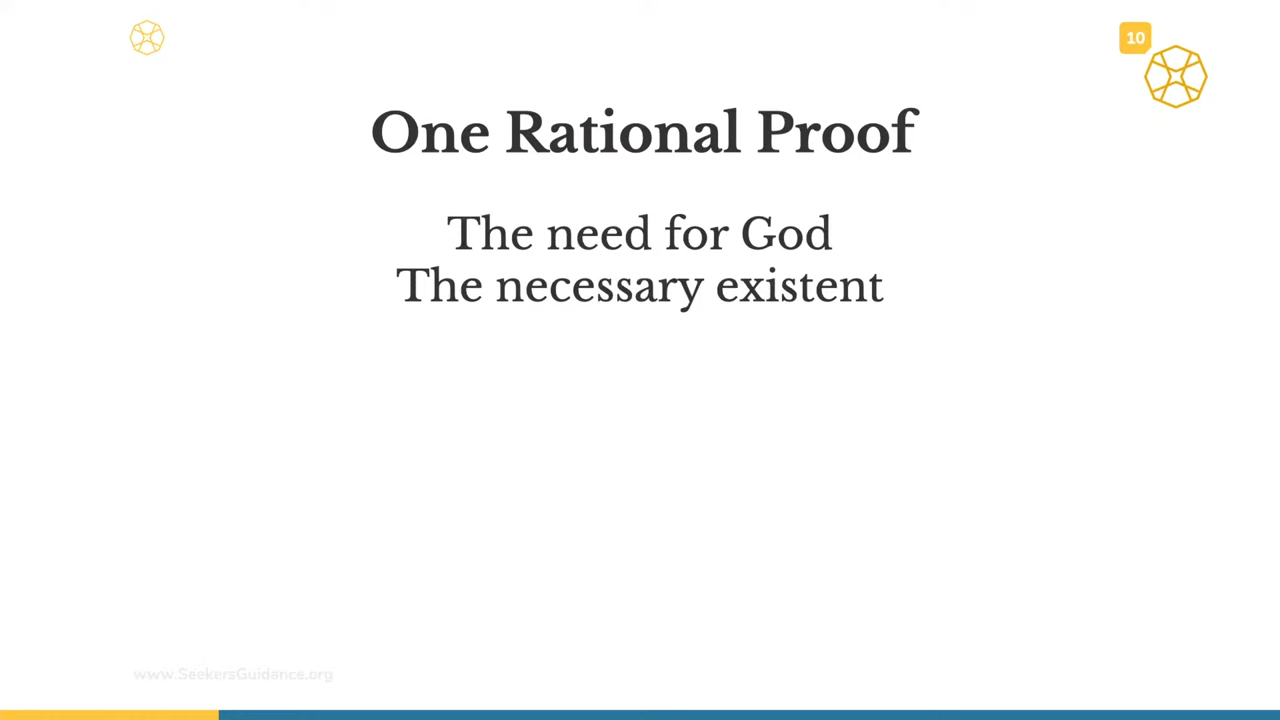 10
One Rational Proof
The need for God
The necessary existent
www.SeekersGuidance.org